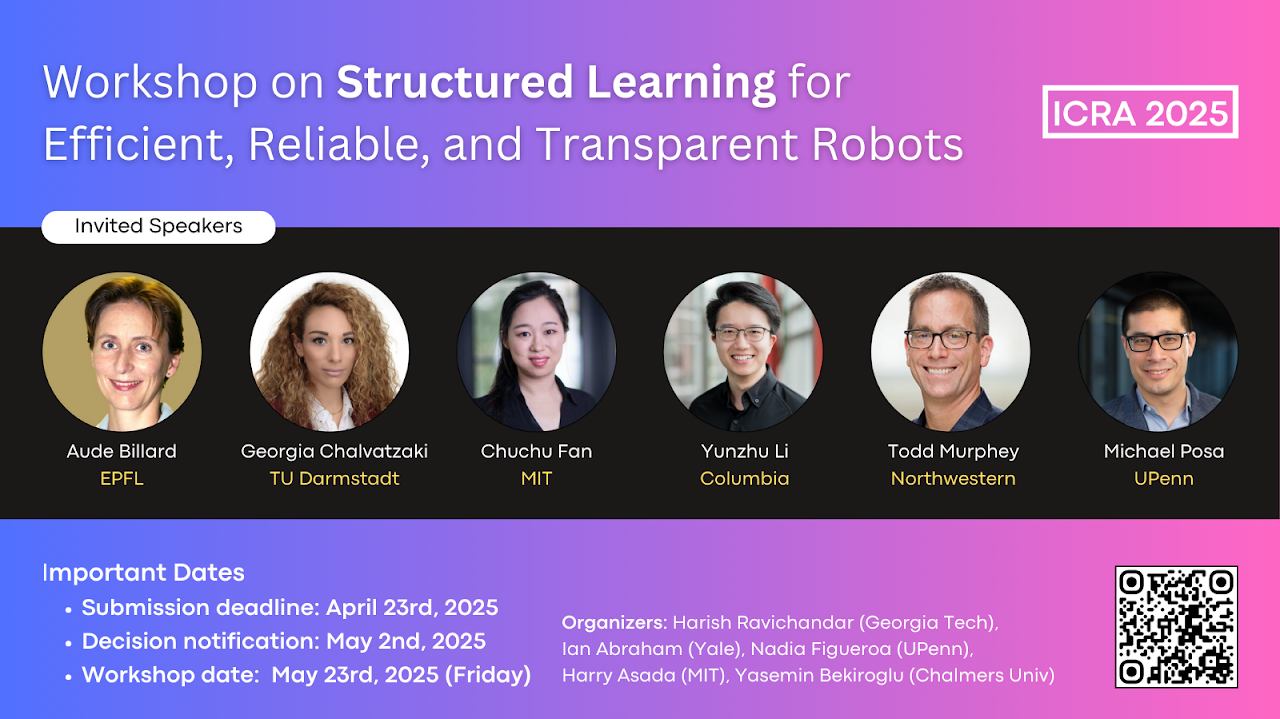 Workshop on Structured Learning for
Efficient, Reliable, and Transparent Robots
ICRA 2025
Invited Speakers
Aude Billard
EPFL
Georgia Chalvatzaki
TU Darmstadt
Chuchu Fan
MIT
Yunzhu Li
Columbia
Todd Murphey
Northwestern
Michael Posa
UPenn
Important Dates
• Submission deadline: April 23rd, 2025
• Decision notification: May 2nd, 2025
• Workshop date: May 23rd, 2025 (Friday)
Organizers: Harish Ravichandar (Georgia Tech),
Ian Abraham (Yale), Nadia Figueroa (UPenn),
Harry Asada (MIT), Yasemin Bekiroglu (Chalmers Univ)